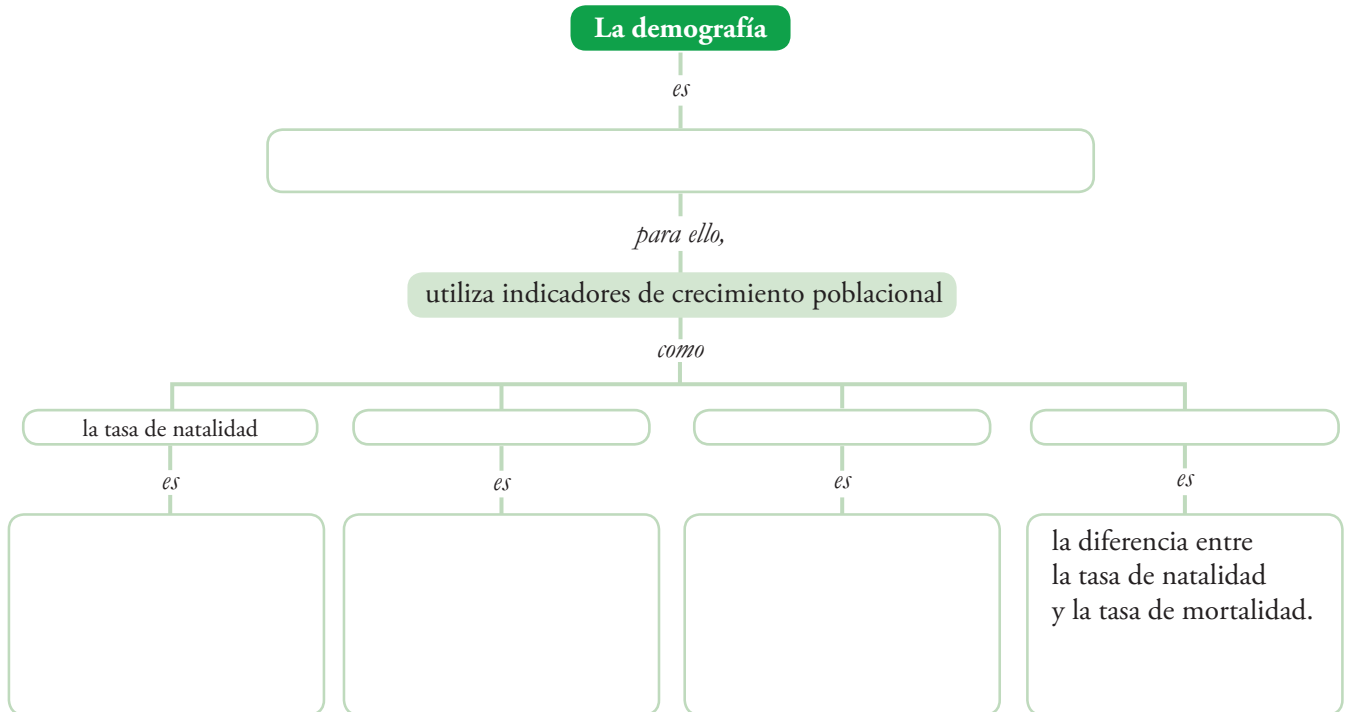 La demografía
es
para ello,
utiliza indicadores de crecimiento poblacional
como
la tasa de natalidad
es
es
es
es
la diferencia entre
la tasa de natalidad
y la tasa de mortalidad.